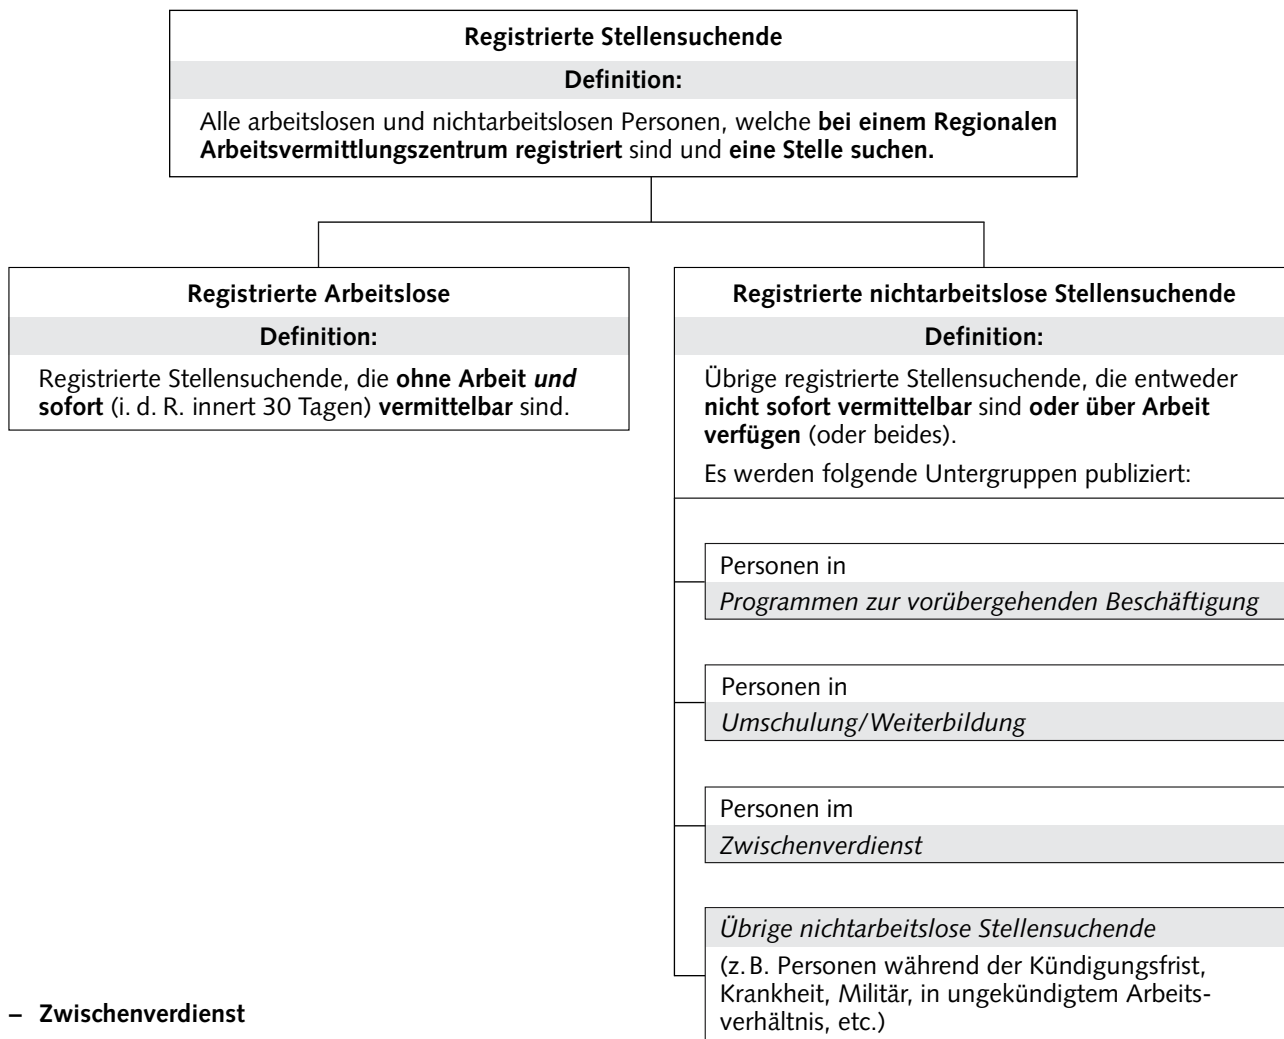 Registrierte Stellensuchende
Definition:
Alle arbeitslosen und nichtarbeitslosen Personen, welche bei einem Regionalen
Arbeitsvermittlungszentrum registriert sind und eine Stelle suchen.
Registrierte Arbeitslose
Definition:
Registrierte Stellensuchende, die ohne Arbeit und
sofort (i. d. R. innert 30 Tagen) vermittelbar sind.
Registrierte nichtarbeitslose Stellensuchende
Definition:
Übrige registrierte Stellensuchende, die entweder
nicht sofort vermittelbar sind oder über Arbeit
verfügen (oder beides).
Es werden folgende Untergruppen publiziert:
Personen in
Programmen zur vorübergehenden Beschäftigung
Personen in
Umschulung/Weiterbildung
Personen im
Zwischenverdienst
Übrige nichtarbeitslose Stellensuchende
(z. B. Personen während der Kündigungsfrist,
Krankheit, Militär, in ungekündigtem Arbeits-
verhältnis, etc.)
– Zwischenverdienst